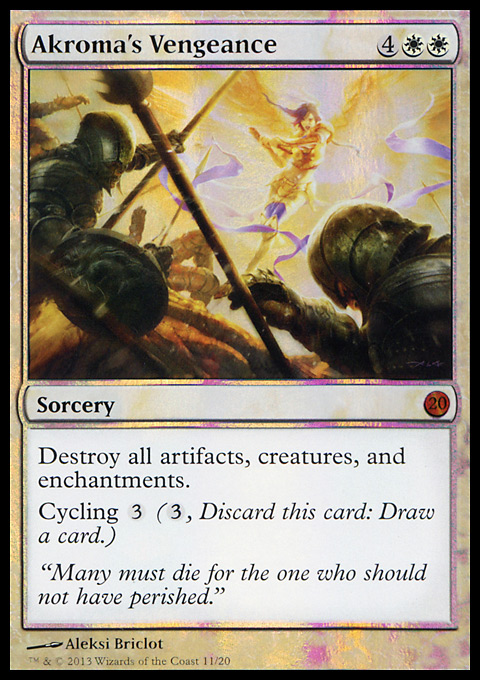 Akroma's Vengeance 4
Sorcery 20
Destroy all artifacts, creatures, and
enchantments.
Cycling 3 (3, Discard this card: Draw
a card.)
“Many must die for the one who should
not have perished.”
Aleksi Briclot
™ & © 2013 Wizards of the Coast 11/20